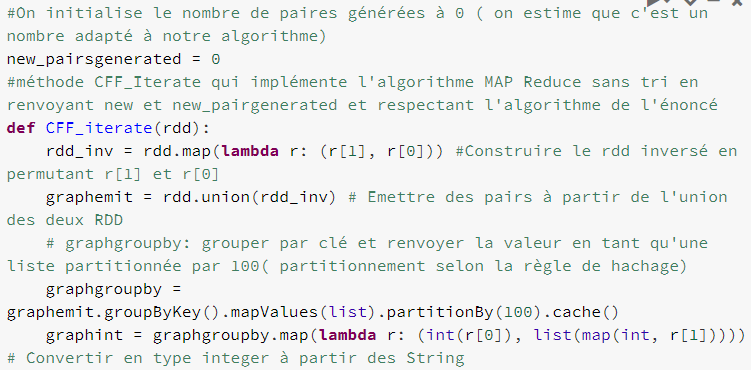 #On initialise le nombre de paires générées à 0 ( on estime que c'est un
nombre adapté à notre algorithme)
new_pairsgenerated = 0
#méthode CFF_Iterate qui implémente l'algorithme MAP Reduce sans tri en
renvoyant new et new_pairgenerated et respectant l'algorithme de l'énoncé
def CFF_iterate(rdd):
    rdd_inv = rdd.map(lambda r: (r[1], r[0])) #Construire le rdd inversé en
permutant r[1] et r[0]
    graphemit = rdd.union(rdd_inv) # Emettre des pairs à partir de l'union
des deux RDD
    # graphgroupby: grouper par clé et renvoyer la valeur en tant qu'une
liste partitionnée par 100( partitionnement selon la règle de hachage)
    graphgroupby =
graphemit.groupByKey().mapValues(list).partitionBy(100).cache()
    graphint = graphgroupby.map(lambda r: (int(r[0]), list(map(int, r[1]))))
# Convertir en type integer à partir des String